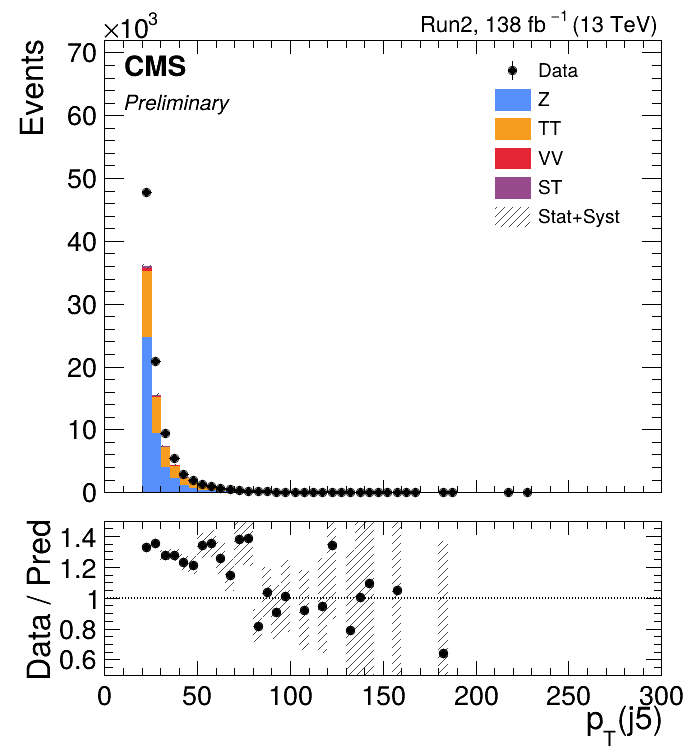 ×10³
Run2, 138 fb⁻¹ (13 TeV)
Events
70
60
50
40
30
20
10
0
CMS
Preliminary
Data
Z
TT
VV
ST
Stat+Syst
Data / Pred
1.4
1.2
1
0.8
0.6
0 50 100 150 200 250 300
p_T(j5)